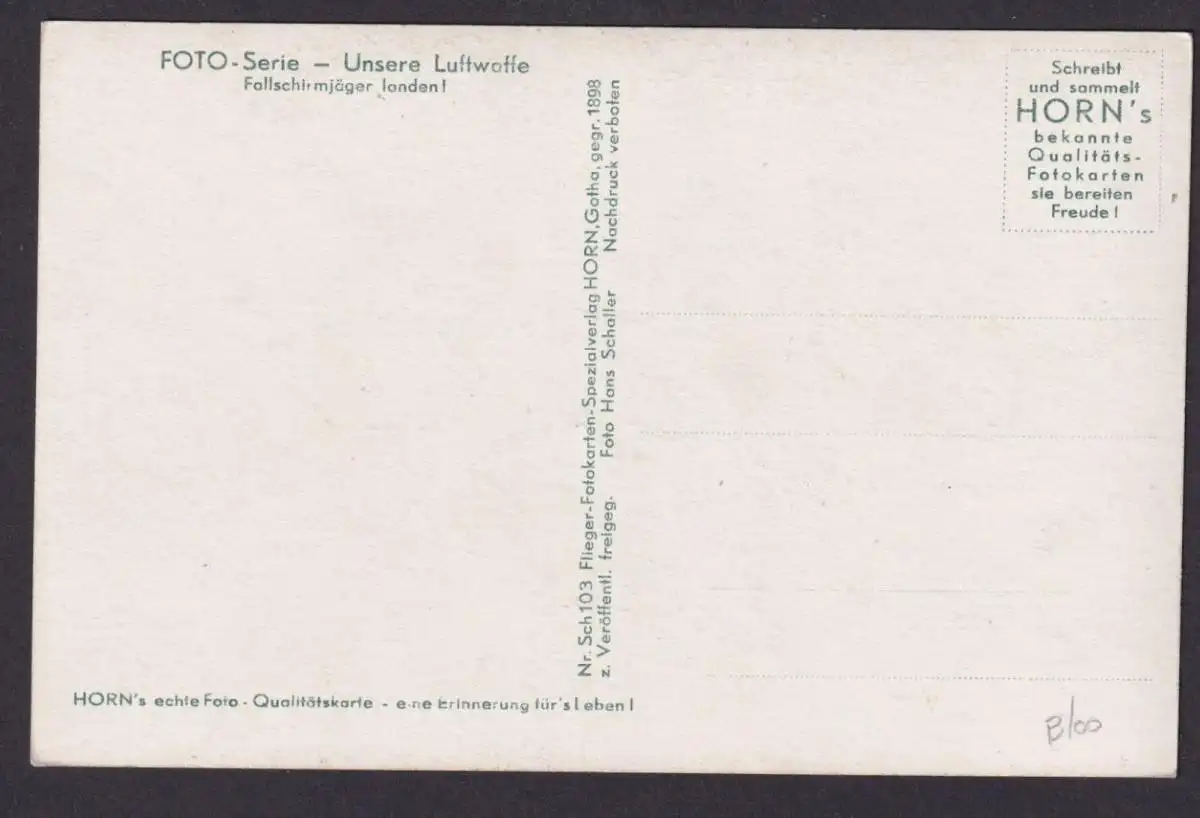 FOTO-Serie – Unsere Luftwaffe
Fallschirmjäger landen!
Schreibt
und sammelt
HORN's
bekannte
Qualitäts-
Fotokarten
sie bereiten
Freude!
Nr. Sch 103 Flieger-Fotokarten-Spezialverlag HORN, Gotha, gegr. 1898
z. Veröffentl. freigeg. Foto Hans Schaller Nachdruck verboten
HORN's echte Foto - Qualitätskarte - eine Erinnerung für's Leben!